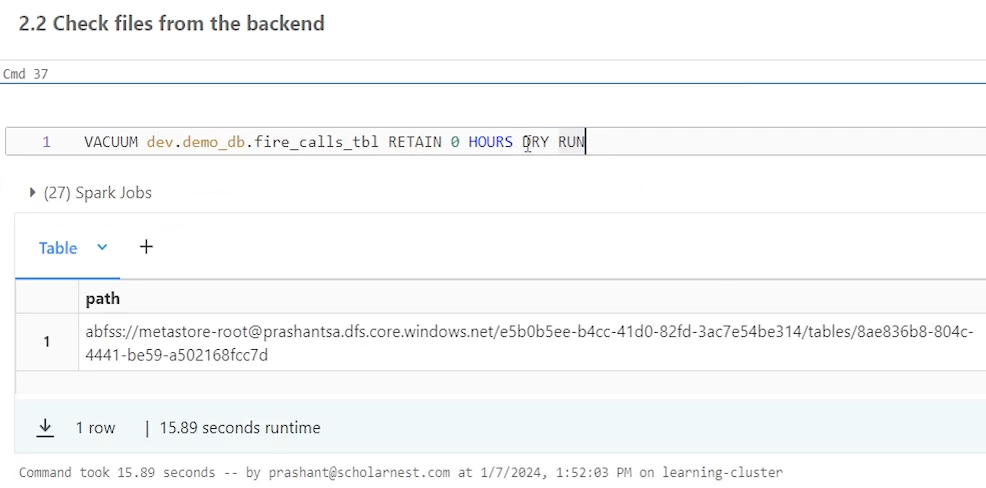 2.2 Check files from the backend
Cmd 37
1 VACUUM dev.demo_db.fire_calls_tbl RETAIN 0 HOURS DRY RUN
(27) Spark Jobs
Table +
path
1 abfss://metastore-root@prashantsa.dfs.core.windows.net/e5b0b5ee-b4cc-41d0-82fd-3ac7e54be314/tables/8ae836b8-804c-
4441-be59-a502168fcc7d
1 row | 15.89 seconds runtime
Command took 15.89 seconds -- by prashant@scholarnest.com at 1/7/2024, 1:52:03 PM on learning-cluster